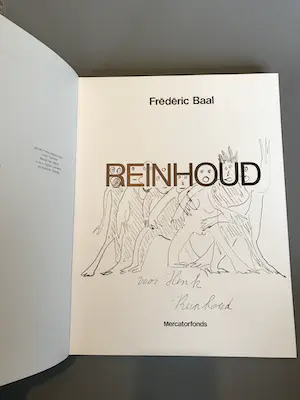 Frédéric Baal
REINHOUD
voor Henk
Reinhoud
Mercatorfonds